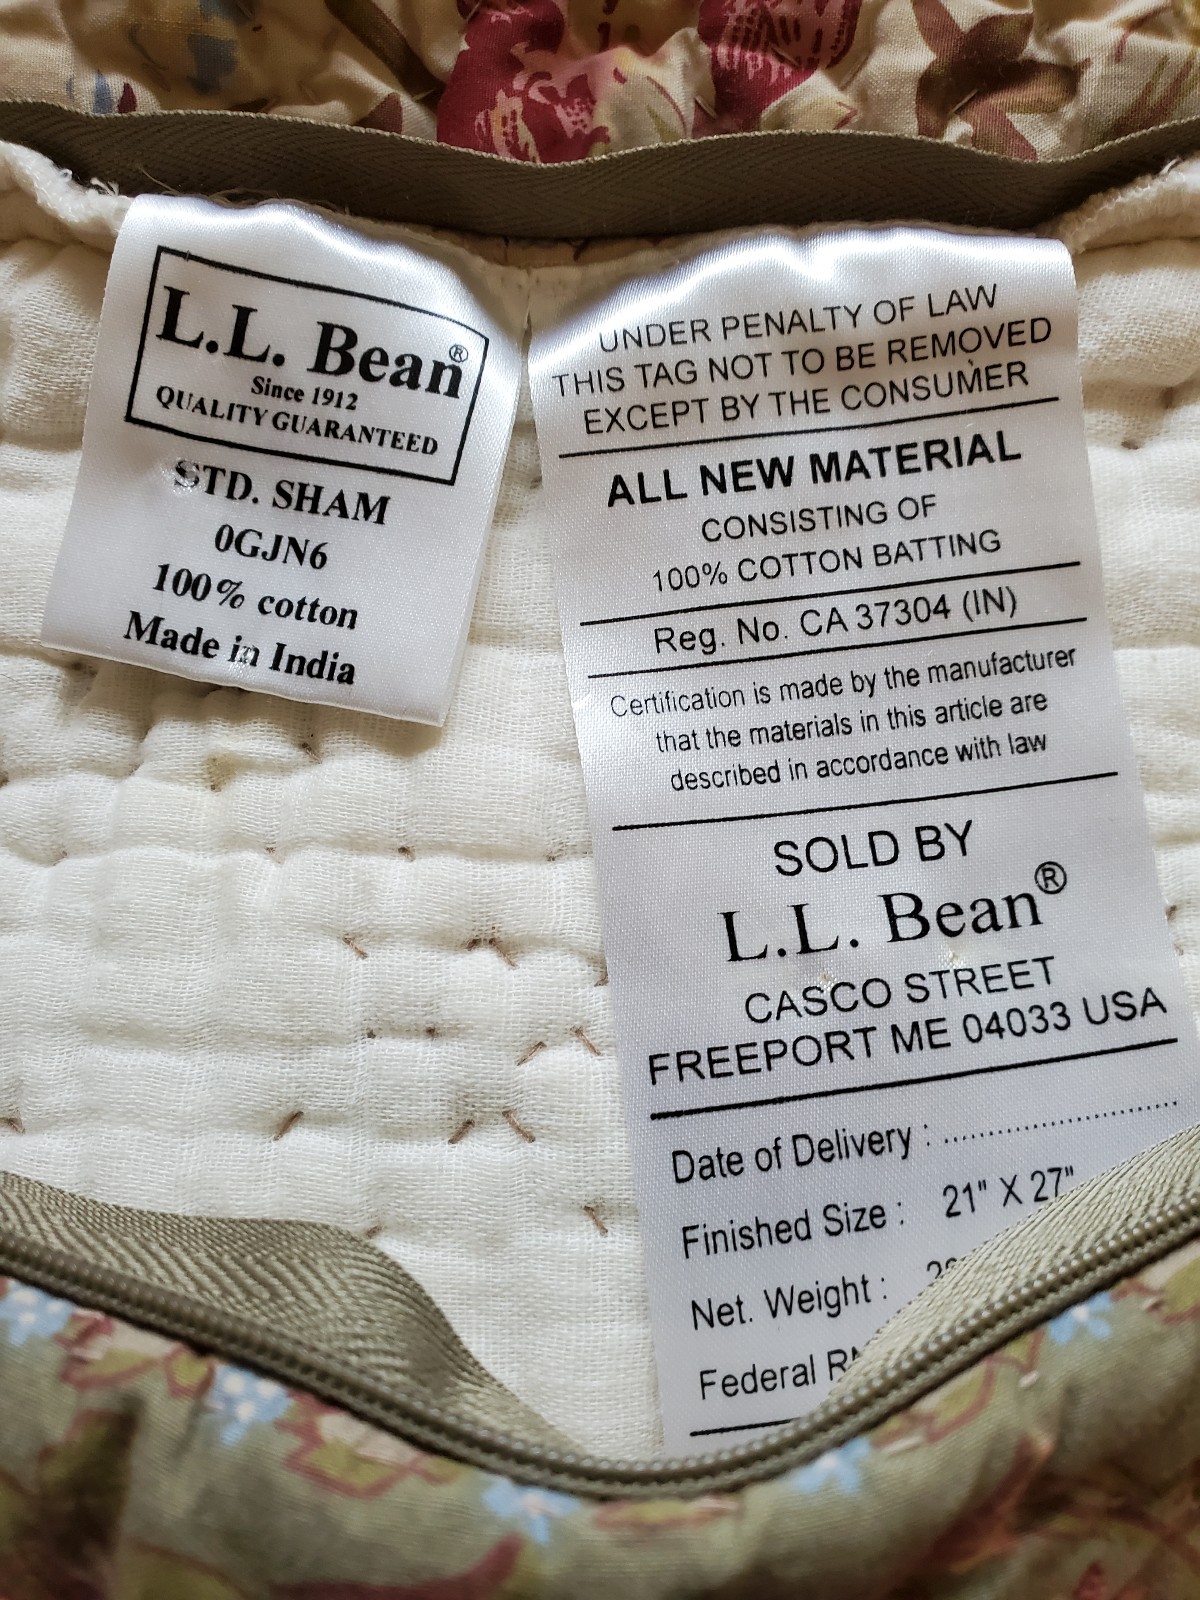 L.L. Bean®
Since 1912
QUALITY GUARANTEED
STD. SHAM
0GJN6
100% cotton
Made in India
UNDER PENALTY OF LAW
THIS TAG NOT TO BE REMOVED
EXCEPT BY THE CONSUMER
ALL NEW MATERIAL
CONSISTING OF
100% COTTON BATTING
Reg. No. CA 37304 (IN)
Certification is made by the manufacturer
that the materials in this article are
described in accordance with law
SOLD BY
L.L. Bean®
CASCO STREET
FREEPORT ME 04033 USA
Date of Delivery : ..............................
Finished Size : 21" X 27"
Net. Weight :
Federal